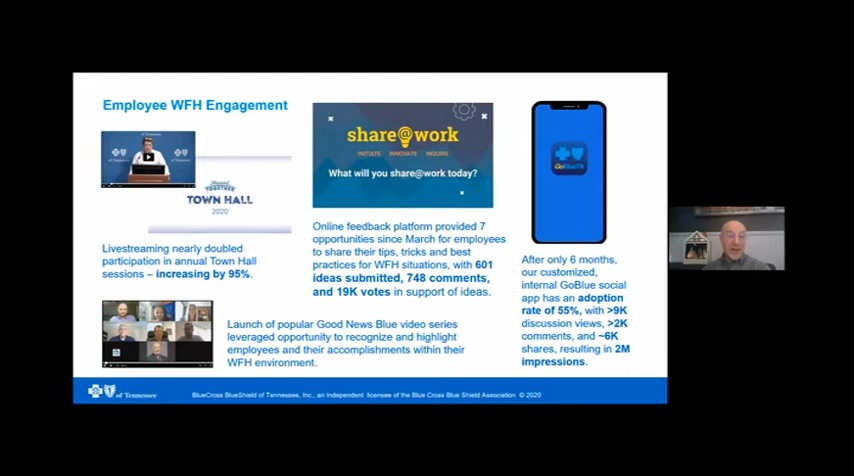 Employee WFH Engagement
of Tennessee
TOWN HALL
2020
Livestreaming nearly doubled
participation in annual Town Hall
sessions – increasing by 95%.
share@work
INITIATE INNOVATE INQUIRE
What will you share@work today?
Online feedback platform provided 7
opportunities since March for employees
to share their tips, tricks and best
practices for WFH situations, with 601
ideas submitted, 748 comments,
and 19K votes in support of ideas.
Launch of popular Good News Blue video series
leveraged opportunity to recognize and highlight
employees and their accomplishments within their
WFH environment.
GoBlueTN
After only 6 months,
our customized,
internal GoBlue social
app has an adoption
rate of 55%, with >9K
discussion views, >2K
comments, and ~6K
shares, resulting in 2M
impressions.
of Tennessee
BlueCross BlueShield of Tennessee, Inc., an Independent licensee of the Blue Cross Blue Shield Association © 2020